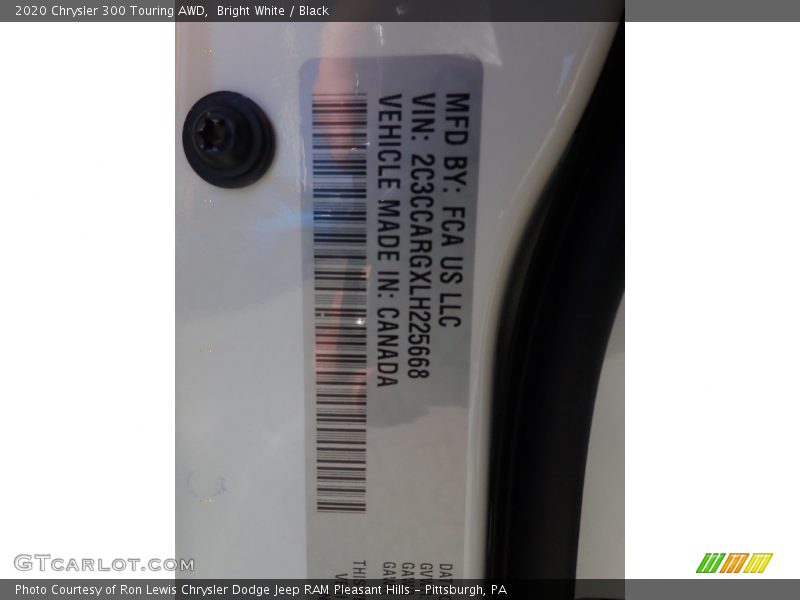 2020 Chrysler 300 Touring AWD, Bright White / Black
MFD BY: FCA US LLC
VIN: 2C3CCARGXLH225668
VEHICLE MADE IN: CANADA
GTCARLOT.COM
Photo Courtesy of Ron Lewis Chrysler Dodge Jeep RAM Pleasant Hills - Pittsburgh, PA